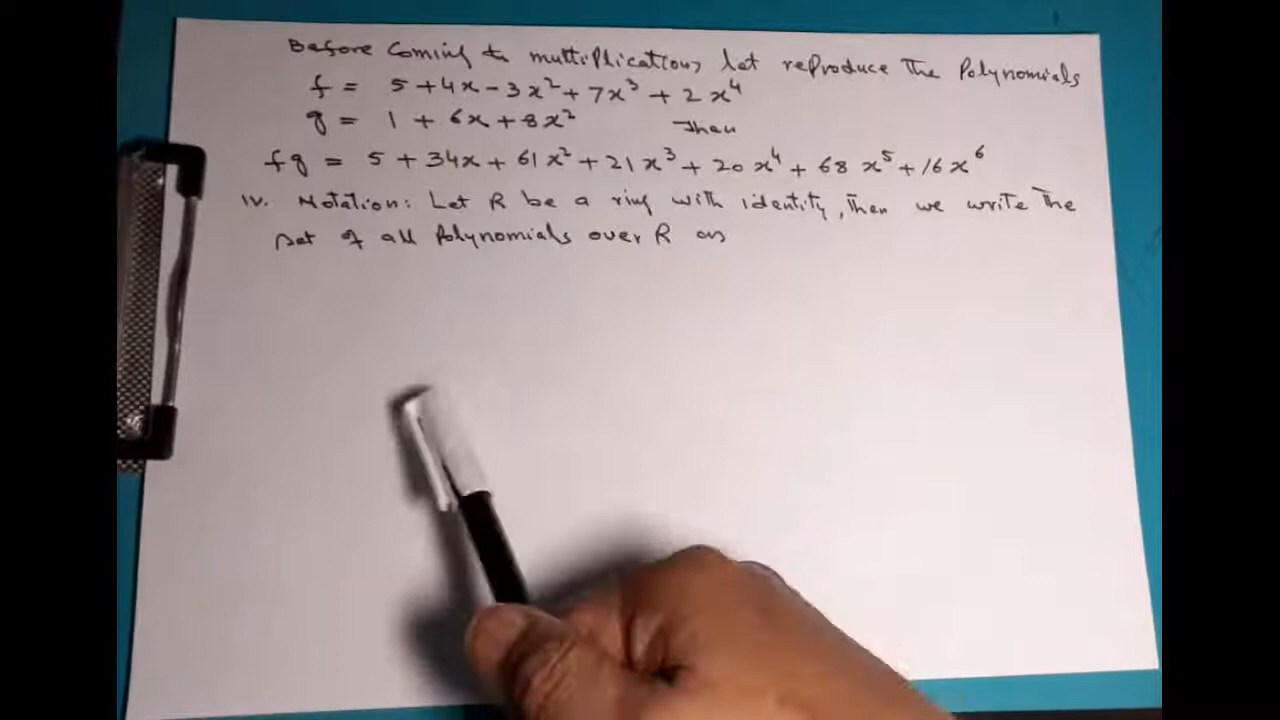 Before coming to multiplication, let reproduce the Polynomials
f = 5 + 4x - 3x² + 7x³ + 2x⁴
g = 1 + 6x + 8x² Then
fg = 5 + 34x + 61x² + 21x³ + 20x⁴ + 68x⁵ + 16x⁶
IV. Notation: Let R be a ring with identity, Then we write the
set of all Polynomials over R as